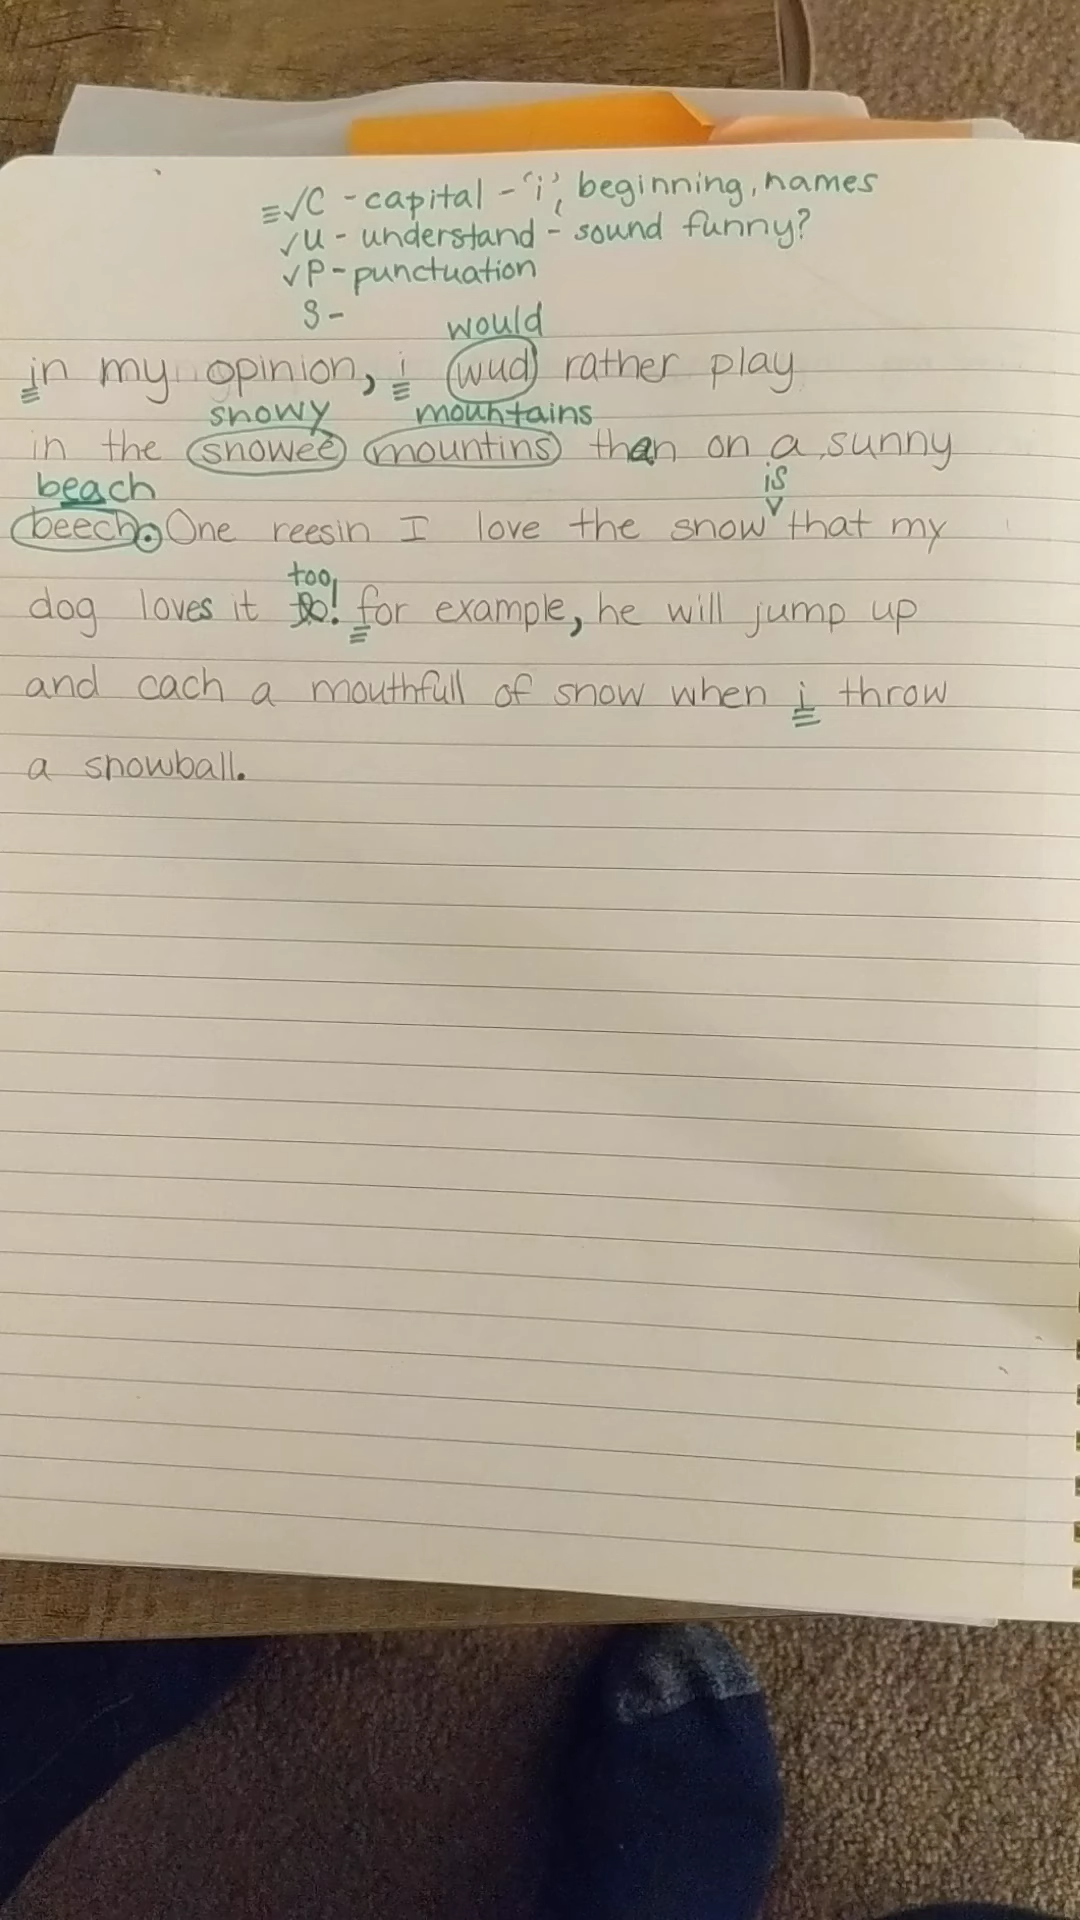 ≡✓C - capital - 'i', beginning, names
✓U - understand - sound funny?
✓P - punctuation
S -
would
in my opinion, i wud rather play
snowy mountains
in the snowee mountins than on a sunny
beach is
beech. One reesin I love the snow that my
too
dog loves it to! for example, he will jump up
and cach a mouthfull of snow when i throw
a snowball.